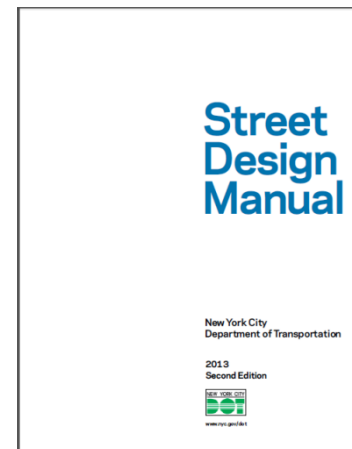 Street
Design
Manual
New York City
Department of Transportation
2013
Second Edition
NEW YORK CITY
DOT
www.nyc.gov/dot